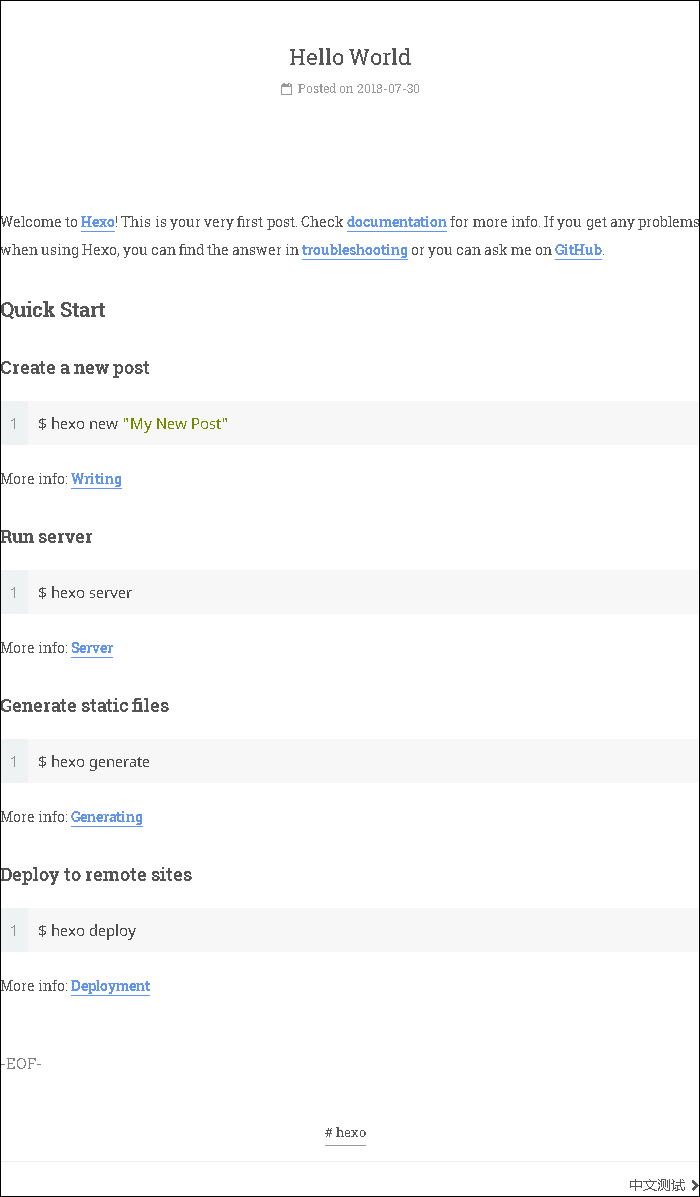 Hello World
Posted on 2018-07-30
Welcome to Hexo! This is your very first post. Check documentation for more info. If you get any problems
when using Hexo, you can find the answer in troubleshooting or you can ask me on GitHub.
Quick Start
Create a new post
1 $ hexo new "My New Post"
More info: Writing
Run server
1 $ hexo server
More info: Server
Generate static files
1 $ hexo generate
More info: Generating
Deploy to remote sites
1 $ hexo deploy
More info: Deployment
-EOF-
# hexo
中文测试